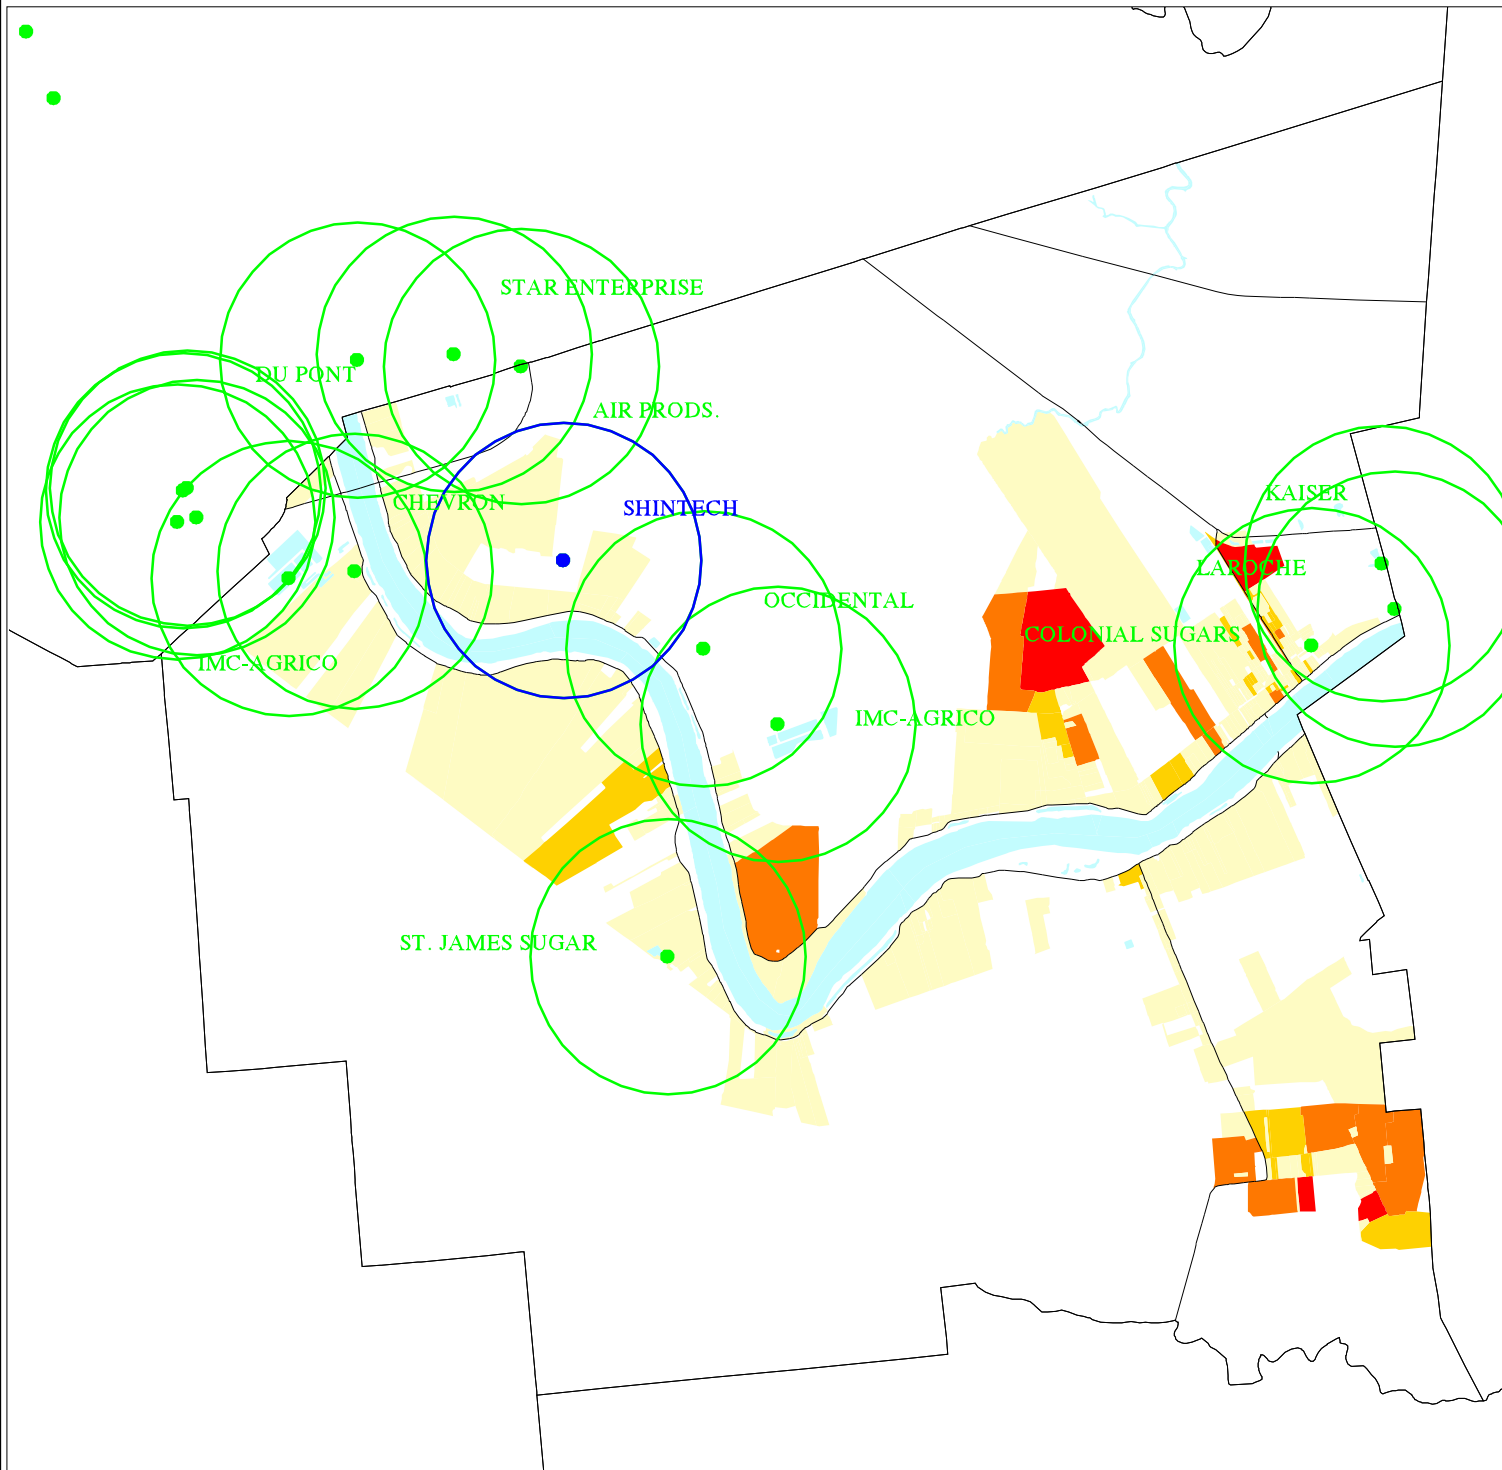 STAR ENTERPRISE
DU PONT
AIR PRODS.
CHEVRON
SHINTECH
KAISER
LAROCHE
OCCIDENTAL
COLONIAL SUGARS
IMC-AGRICO
IMC-AGRICO
ST. JAMES SUGAR